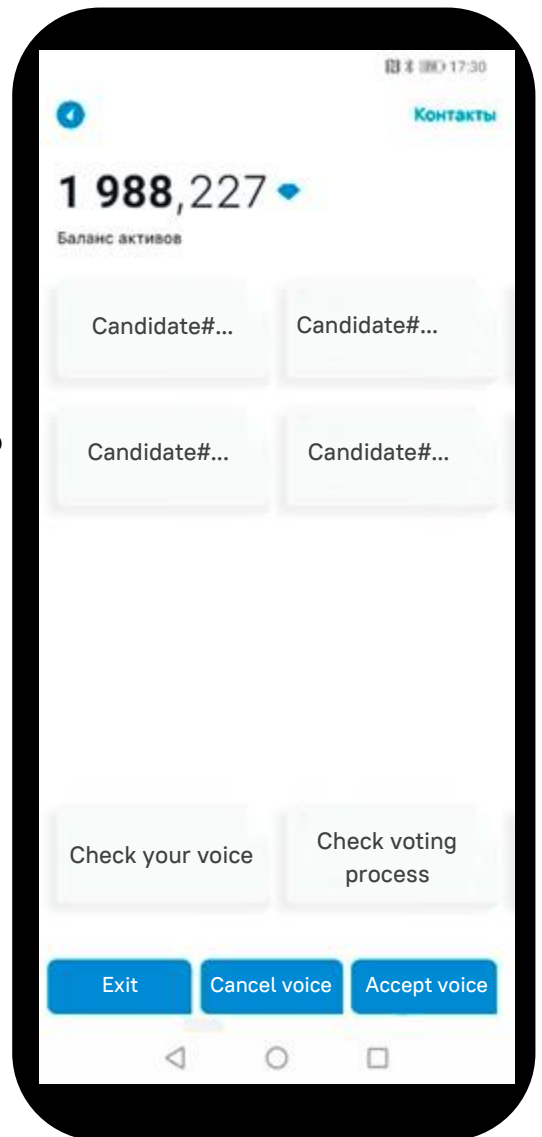 17:30
Контакты
1 988,227
Баланс активов
Candidate#... Candidate#...
Candidate#... Candidate#...
Check your voice
Check voting
process
Exit Cancel voice Accept voice